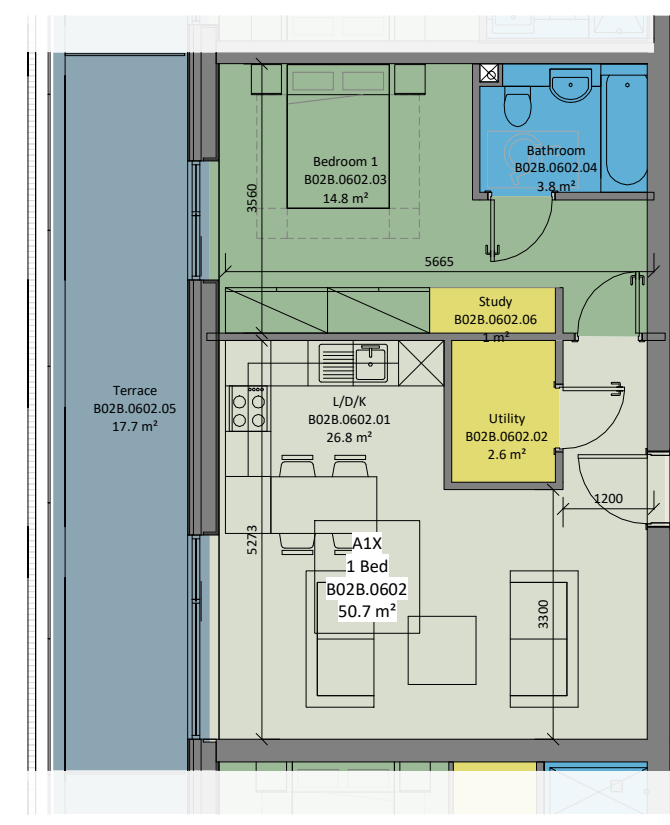 Bedroom 1
B02B.0602.03
14.8 m²
Bathroom
B02B.0602.04
3.8 m²
3560
5665
Study
B02B.0602.06
1 m²
Terrace
B02B.0602.05
17.7 m²
L/D/K
B02B.0602.01
26.8 m²
Utility
B02B.0602.02
2.6 m²
1200
5273
A1X
1 Bed
B02B.0602
50.7 m²
3300